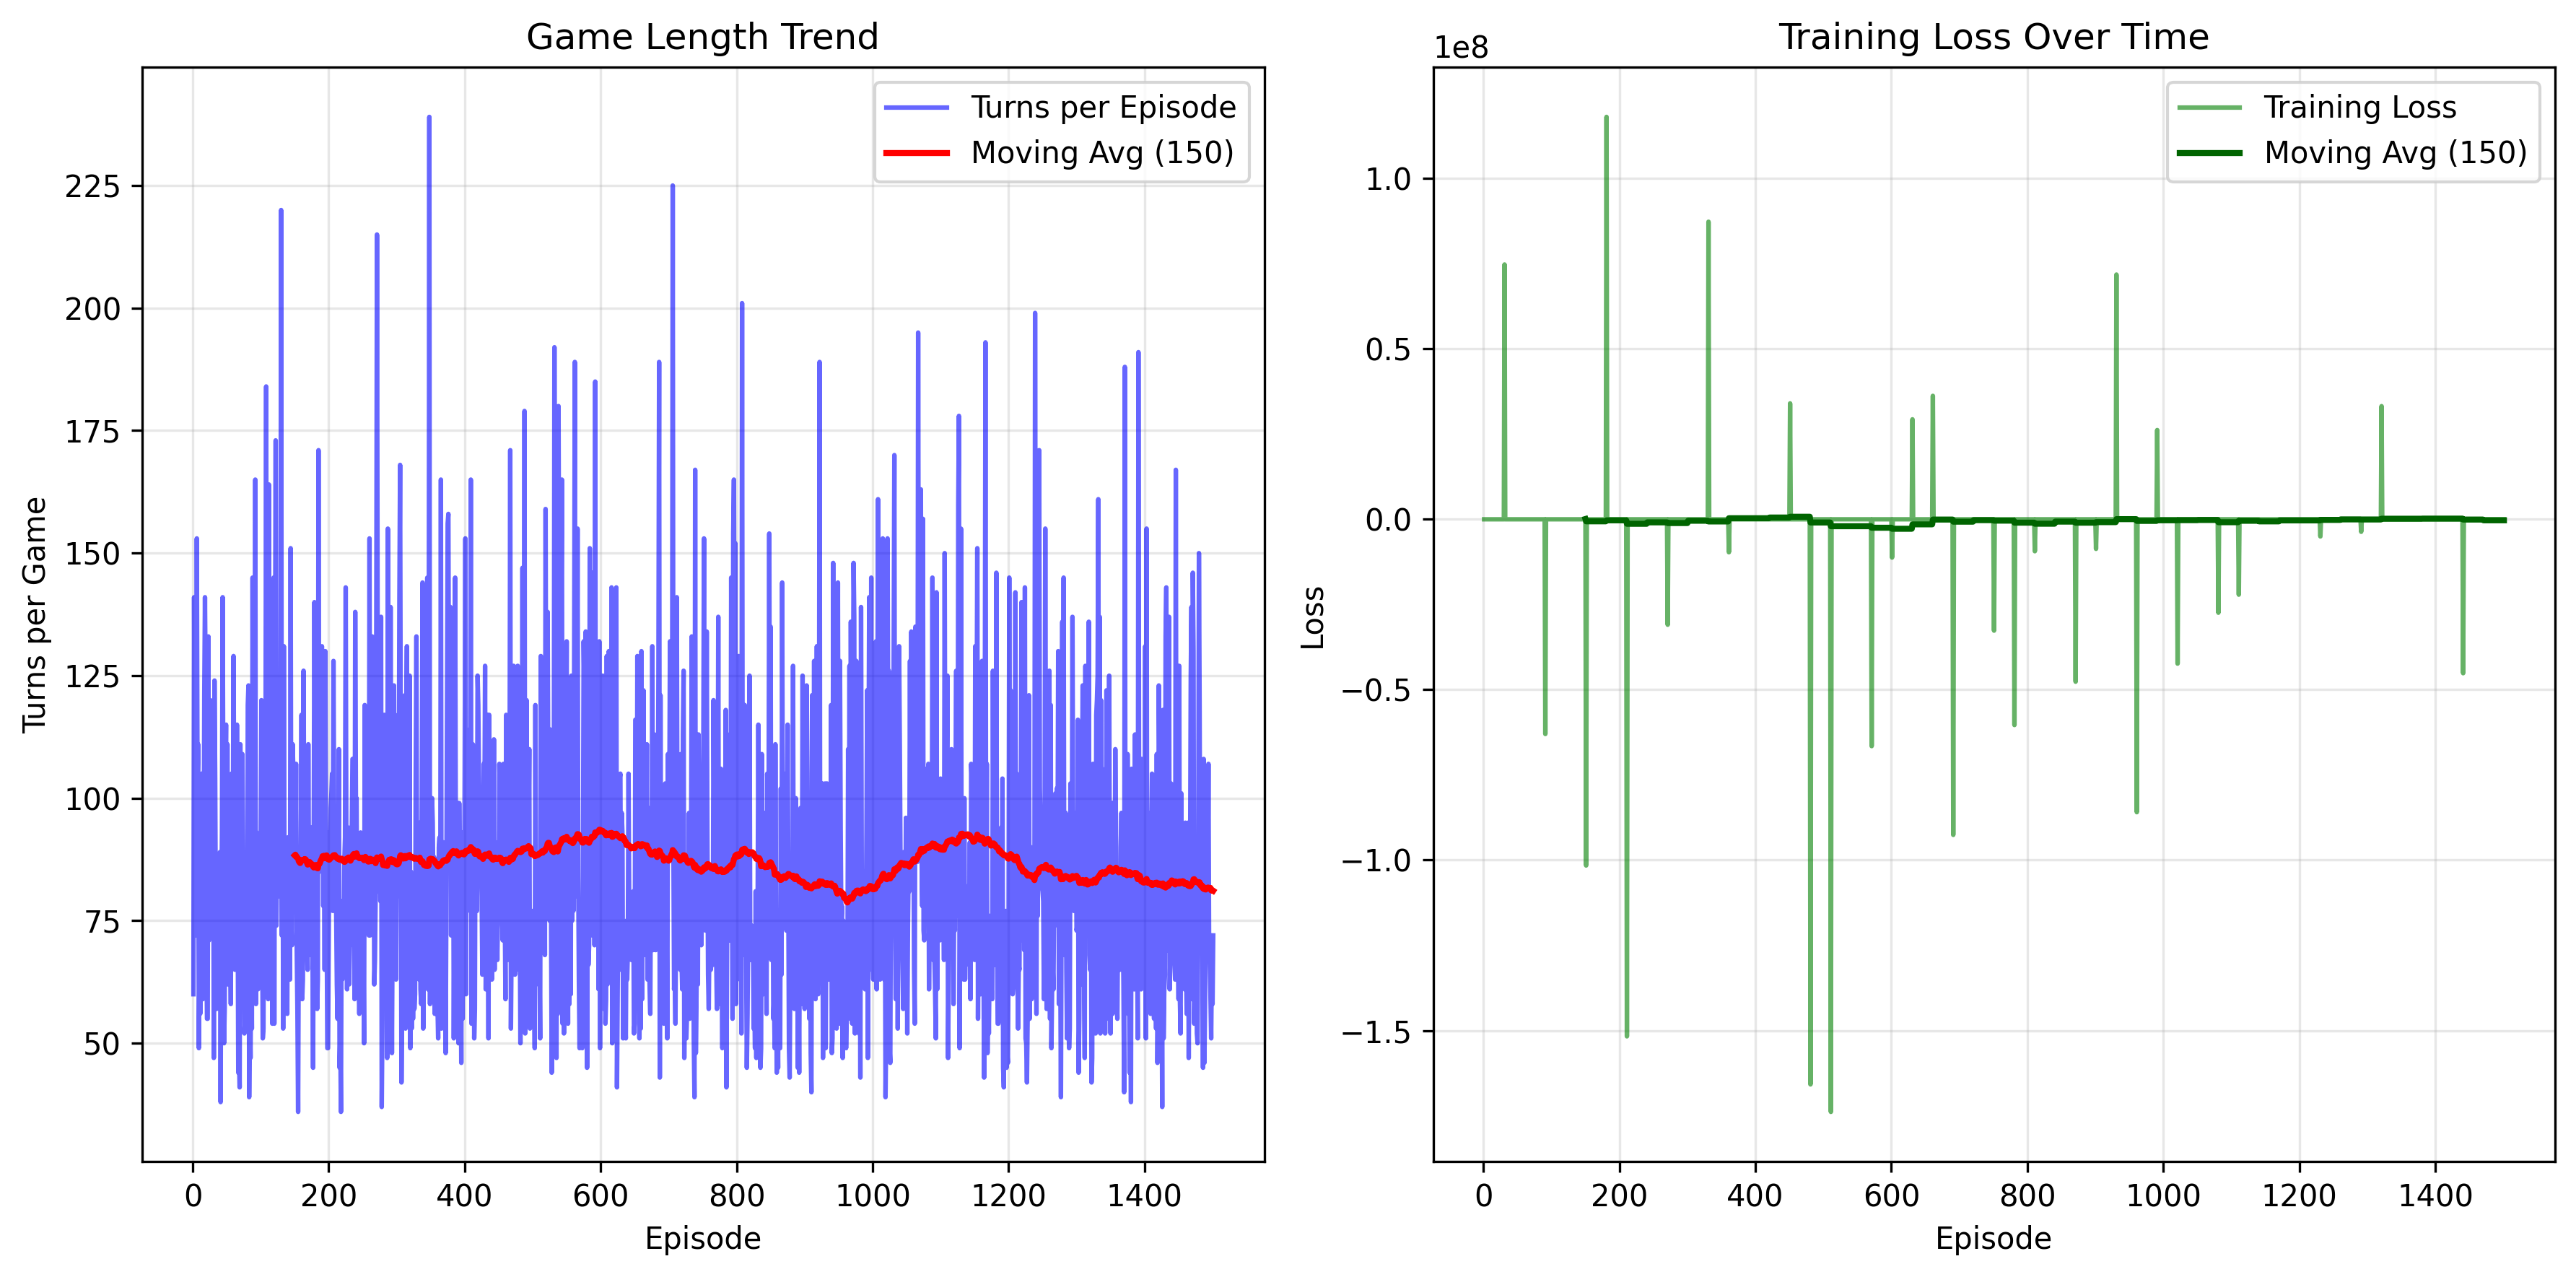 Game Length Trend
Turns per Episode
Moving Avg (150)
225
200
175
150
125
100
75
50
Turns per Game
0 200 400 600 800 1000 1200 1400
Episode
Training Loss Over Time
1e8
Training Loss
Moving Avg (150)
1.0
0.5
0.0
−0.5
−1.0
−1.5
Loss
0 200 400 600 800 1000 1200 1400
Episode